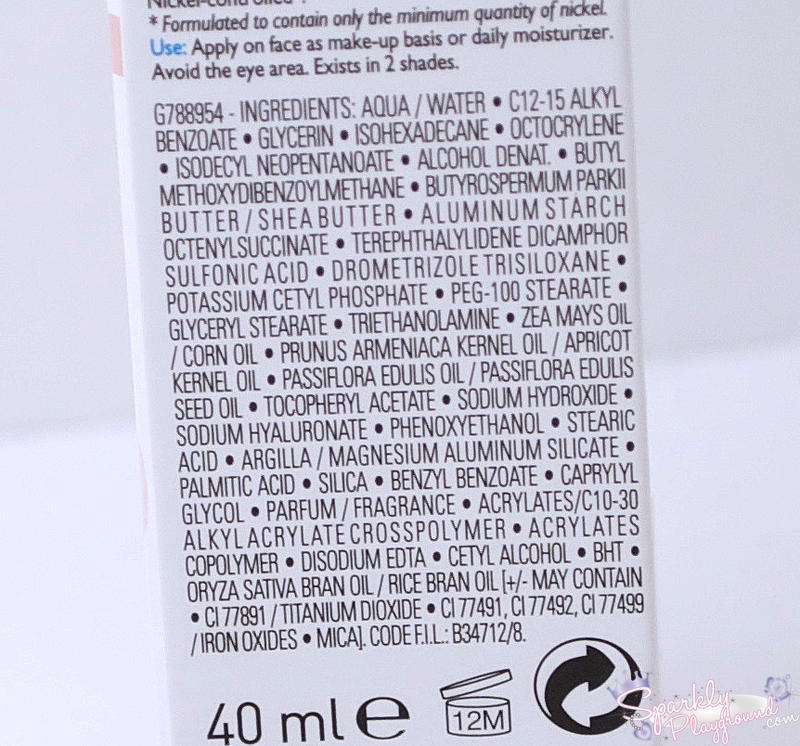 * Formulated to contain only the minimum quantity of nickel.
Use: Apply on face as make-up basis or daily moisturizer.
Avoid the eye area. Exists in 2 shades.
G788954 - INGREDIENTS: AQUA / WATER • C12-15 ALKYL
BENZOATE • GLYCERIN • ISOHEXADECANE • OCTOCRYLENE
• ISODECYL NEOPENTANOATE • ALCOHOL DENAT. • BUTYL
METHOXYDIBENZOYLMETHANE • BUTYROSPERMUM PARKII
BUTTER / SHEA BUTTER • ALUMINUM STARCH
OCTENYLSUCCINATE • TEREPHTHALYLIDENE DICAMPHOR
SULFONIC ACID • DROMETRIZOLE TRISILOXANE •
POTASSIUM CETYL PHOSPHATE • PEG-100 STEARATE •
GLYCERYL STEARATE • TRIETHANOLAMINE • ZEA MAYS OIL
/ CORN OIL • PRUNUS ARMENIACA KERNEL OIL / APRICOT
KERNEL OIL • PASSIFLORA EDULIS OIL / PASSIFLORA EDULIS
SEED OIL • TOCOPHERYL ACETATE • SODIUM HYDROXIDE •
SODIUM HYALURONATE • PHENOXYETHANOL • STEARIC
ACID • ARGILLA / MAGNESIUM ALUMINUM SILICATE •
PALMITIC ACID • SILICA • BENZYL BENZOATE • CAPRYLYL
GLYCOL • PARFUM / FRAGRANCE • ACRYLATES/C10-30
ALKYL ACRYLATE CROSSPOLYMER • ACRYLATES
COPOLYMER • DISODIUM EDTA • CETYL ALCOHOL • BHT •
ORYZA SATIVA BRAN OIL / RICE BRAN OIL [+/- MAY CONTAIN
• CI 77891 / TITANIUM DIOXIDE • CI 77491, CI 77492, CI 77499
/ IRON OXIDES • MICA]. CODE F.I.L.: B34712/8.
40 ml e
12M
Sparkly
Playground
.com